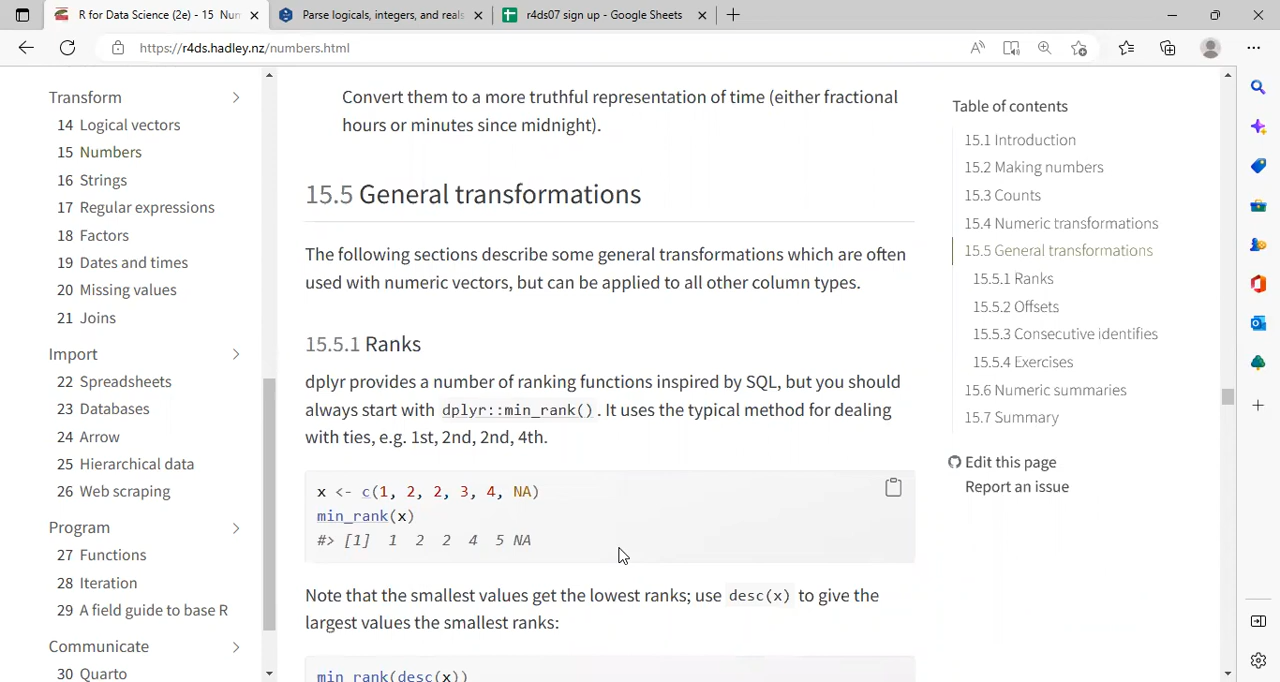 R for Data Science (2e) - 15 Num
Parse logicals, integers, and reals
r4ds07 sign up - Google Sheets
https://r4ds.hadley.nz/numbers.html
Transform
14 Logical vectors
15 Numbers
16 Strings
17 Regular expressions
18 Factors
19 Dates and times
20 Missing values
21 Joins
Import
22 Spreadsheets
23 Databases
24 Arrow
25 Hierarchical data
26 Web scraping
Program
27 Functions
28 Iteration
29 A field guide to base R
Communicate
30 Quarto
Convert them to a more truthful representation of time (either fractional
hours or minutes since midnight).
15.5 General transformations
The following sections describe some general transformations which are often
used with numeric vectors, but can be applied to all other column types.
15.5.1 Ranks
dplyr provides a number of ranking functions inspired by SQL, but you should
always start with dplyr::min_rank(). It uses the typical method for dealing
with ties, e.g. 1st, 2nd, 2nd, 4th.
x <- c(1, 2, 2, 3, 4, NA)
min_rank(x)
#> [1]  1  2  2  4  5 NA
Note that the smallest values get the lowest ranks; use desc(x) to give the
largest values the smallest ranks:
min_rank(desc(x))
Table of contents
15.1 Introduction
15.2 Making numbers
15.3 Counts
15.4 Numeric transformations
15.5 General transformations
15.5.1 Ranks
15.5.2 Offsets
15.5.3 Consecutive identifies
15.5.4 Exercises
15.6 Numeric summaries
15.7 Summary
Edit this page
Report an issue